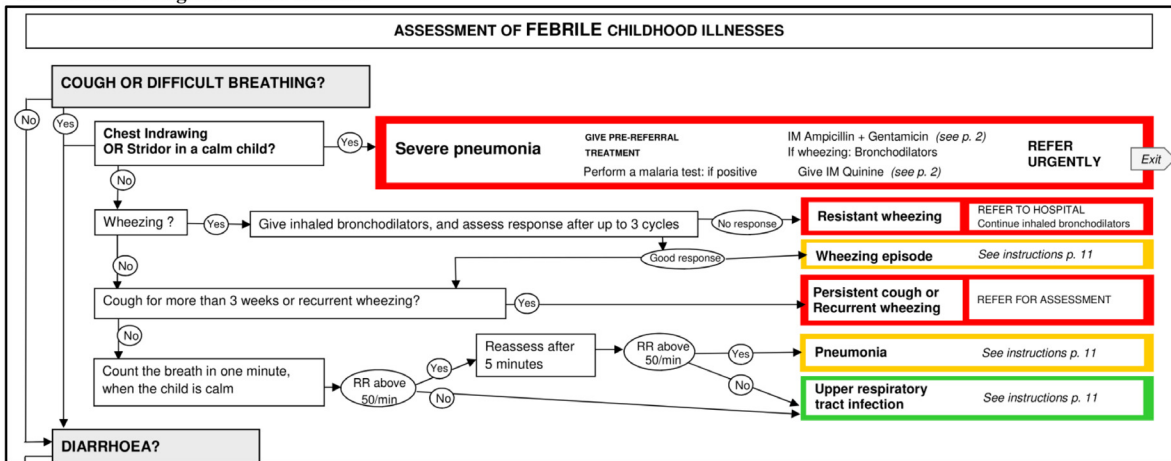 ASSESSMENT OF FEBRILE CHILDHOOD ILLNESSES
COUGH OR DIFFICULT BREATHING?
No
Yes
Chest Indrawing
OR Stridor in a calm child?
Yes
Severe pneumonia
GIVE PRE-REFERRAL
TREATMENT
IM Ampicillin + Gentamicin (see p. 2)
If wheezing: Bronchodilators
Perform a malaria test: if positive
Give IM Quinine (see p. 2)
REFER
URGENTLY
Exit
No
Wheezing ?
Yes
Give inhaled bronchodilators, and assess response after up to 3 cycles
No response
Resistant wheezing
REFER TO HOSPITAL
Continue inhaled bronchodilators
Good response
Wheezing episode
See instructions p. 11
No
Cough for more than 3 weeks or recurrent wheezing?
Yes
Persistent cough or
Recurrent wheezing
REFER FOR ASSESSMENT
No
Count the breath in one minute,
when the child is calm
RR above
50/min
Yes
Reassess after
5 minutes
RR above
50/min
Yes
Pneumonia
See instructions p. 11
No
No
Upper respiratory
tract infection
See instructions p. 11
DIARRHOEA?